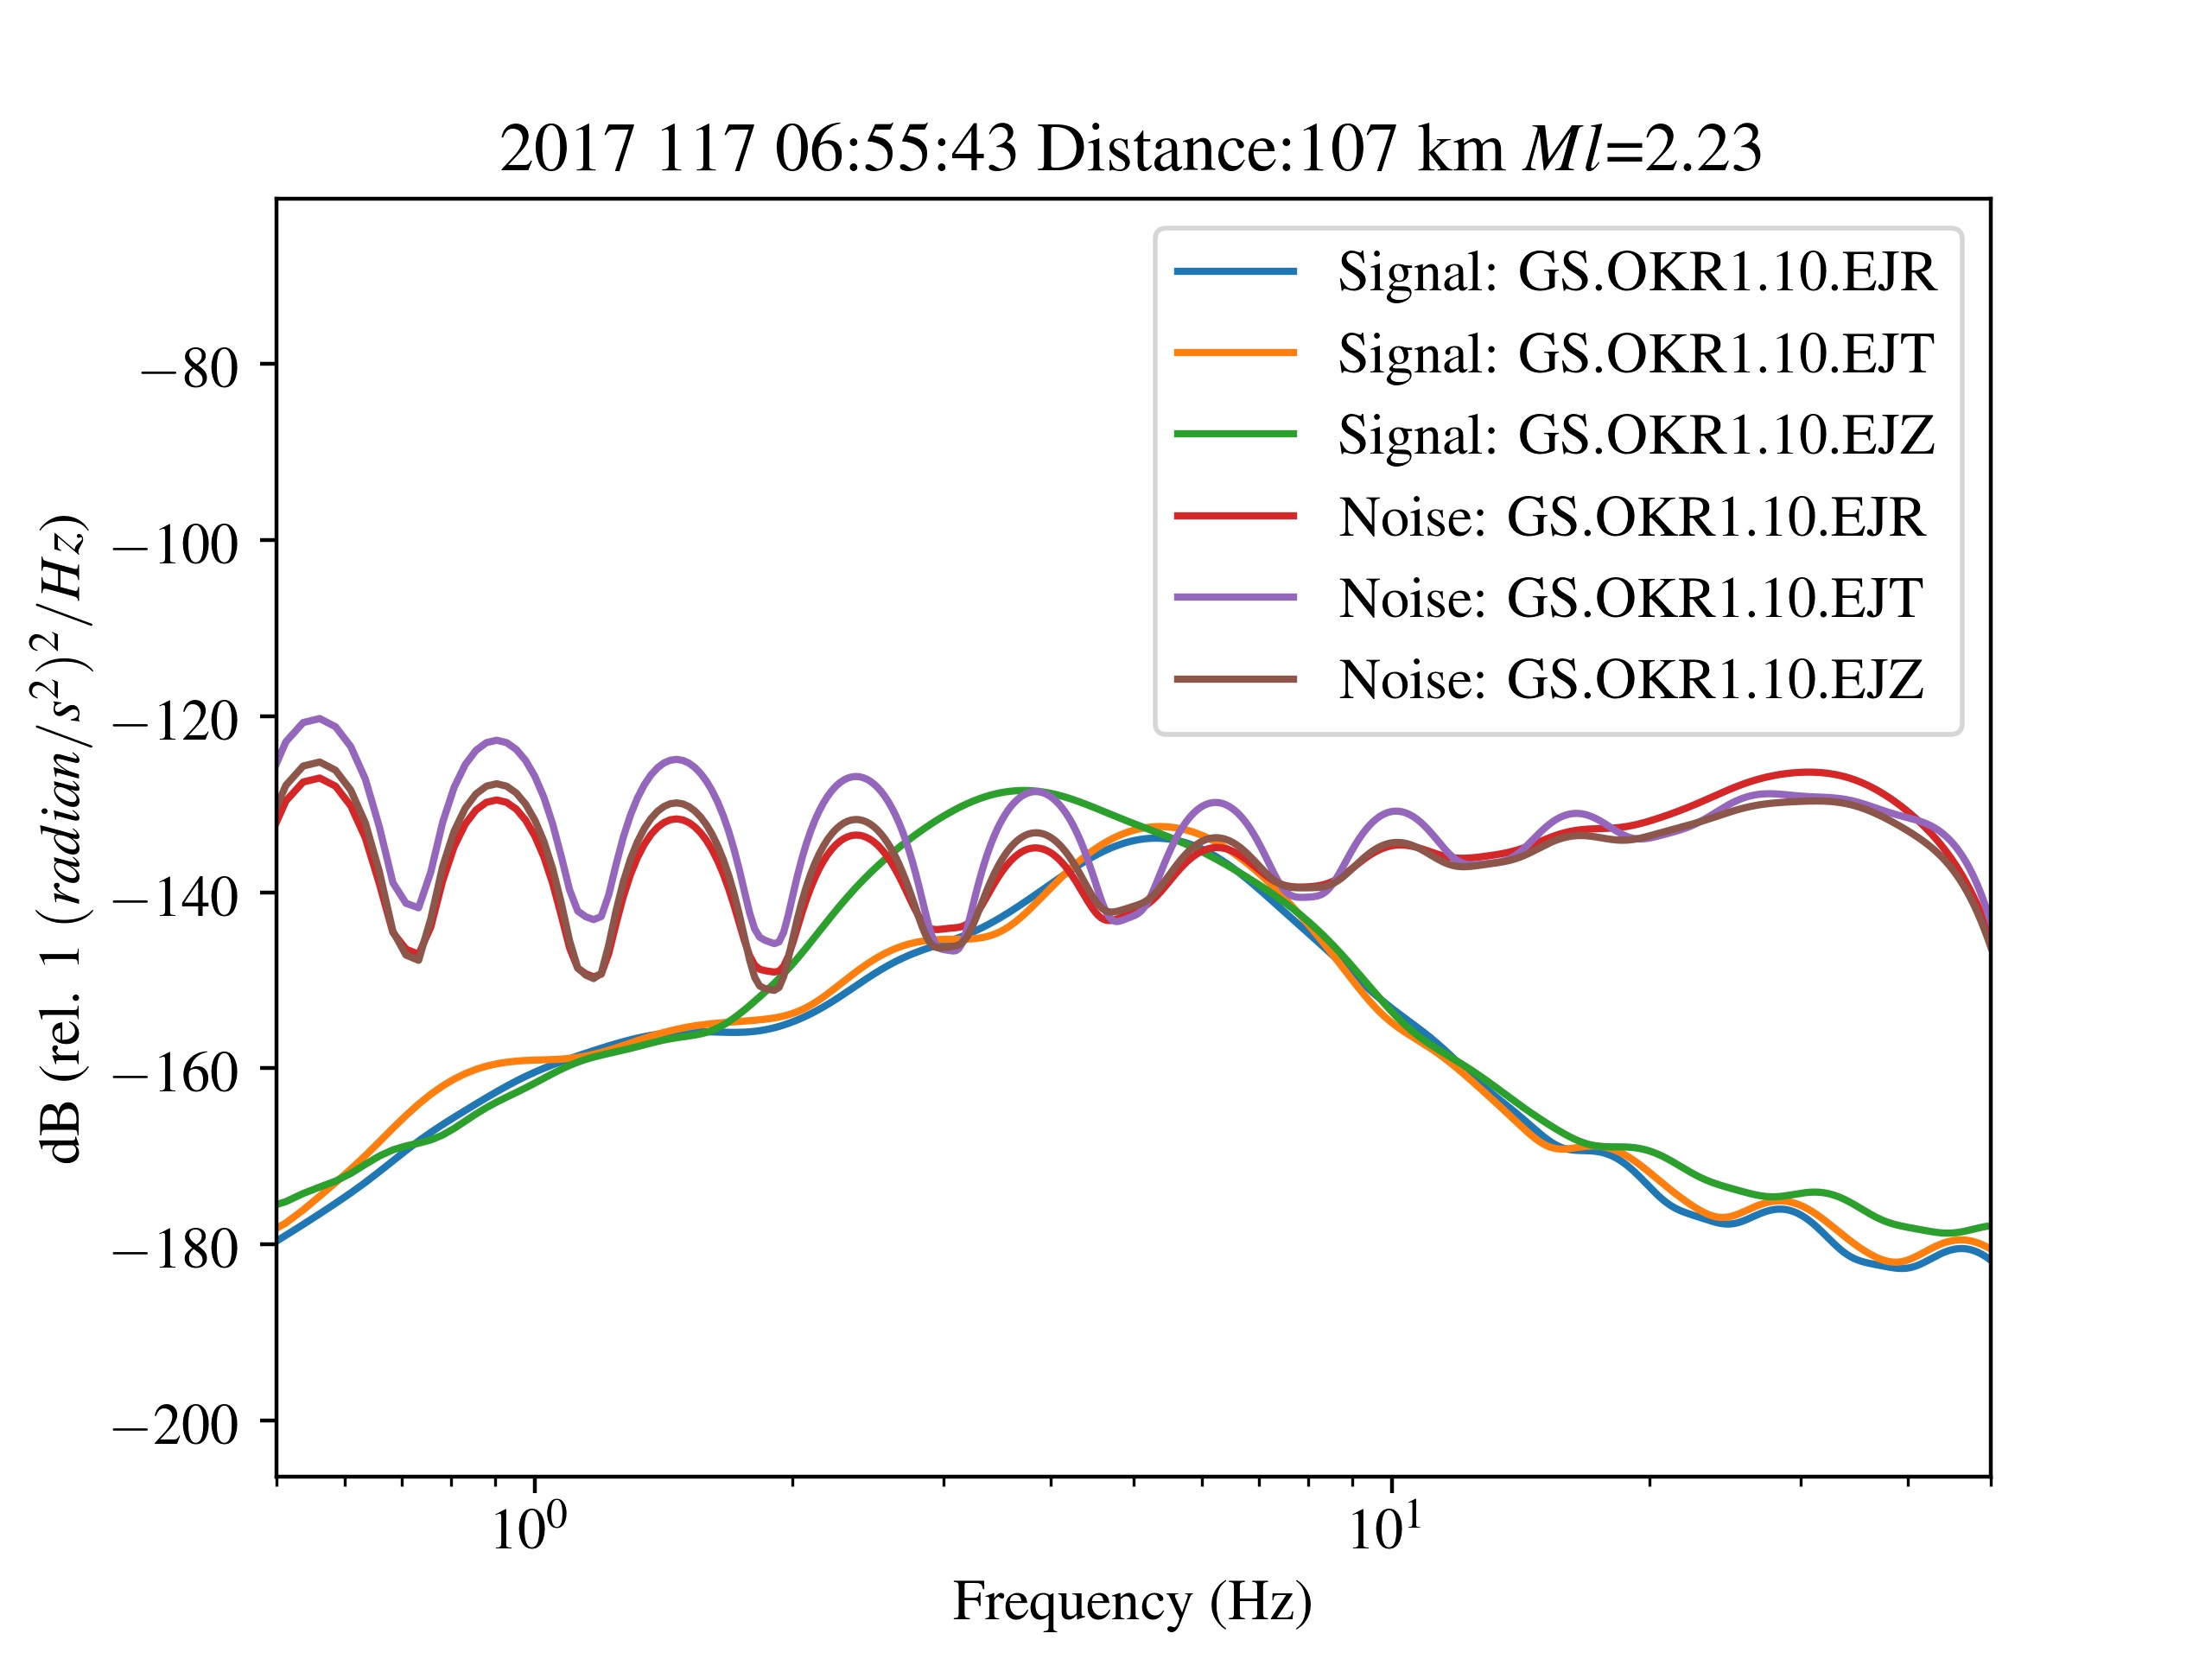 2017 117 06:55:43 Distance:107 km Ml=2.23
Signal: GS.OKR1.10.EJR
Signal: GS.OKR1.10.EJT
Signal: GS.OKR1.10.EJZ
Noise: GS.OKR1.10.EJR
Noise: GS.OKR1.10.EJT
Noise: GS.OKR1.10.EJZ
dB (rel. 1 (radian/s²)²/Hz)
−80
−100
−120
−140
−160
−180
−200
10⁰ 10¹
Frequency (Hz)